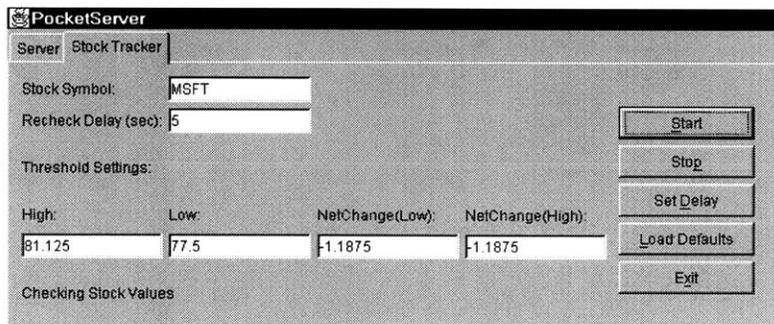 PocketServer
Server Stock Tracker
Stock Symbol: MSFT
Recheck Delay (sec): 5
Threshold Settings:
High: Low: NetChange(Low): NetChange(High):
81.125 77.5 -1.1875 -1.1875
Checking Stock Values
Start
Stop
Set Delay
Load Defaults
Exit